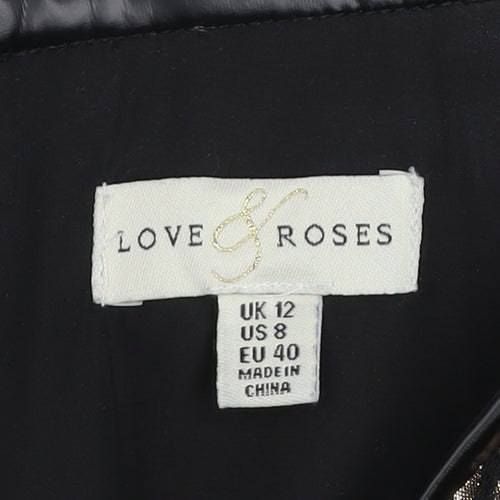 LOVE & ROSES
UK 12
US 8
EU 40
MADE IN
CHINA